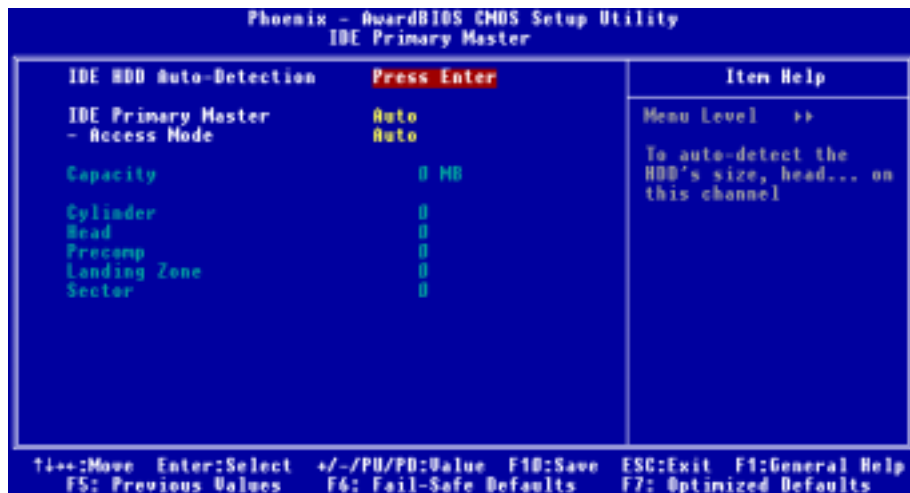 Phoenix - AwardBIOS CMOS Setup Utility
IDE Primary Master
IDE HDD Auto-Detection Press Enter
IDE Primary Master Auto
- Access Mode Auto
Capacity 0 MB
Cylinder 0
Head 0
Precomp 0
Landing Zone 0
Sector 0
Item Help
Menu Level ▸▸
To auto-detect the
HDD's size, head... on
this channel
↑↓→←:Move Enter:Select +/-/PU/PD:Value F10:Save ESC:Exit F1:General Help
F5: Previous Values F6: Fail-Safe Defaults F7: Optimized Defaults